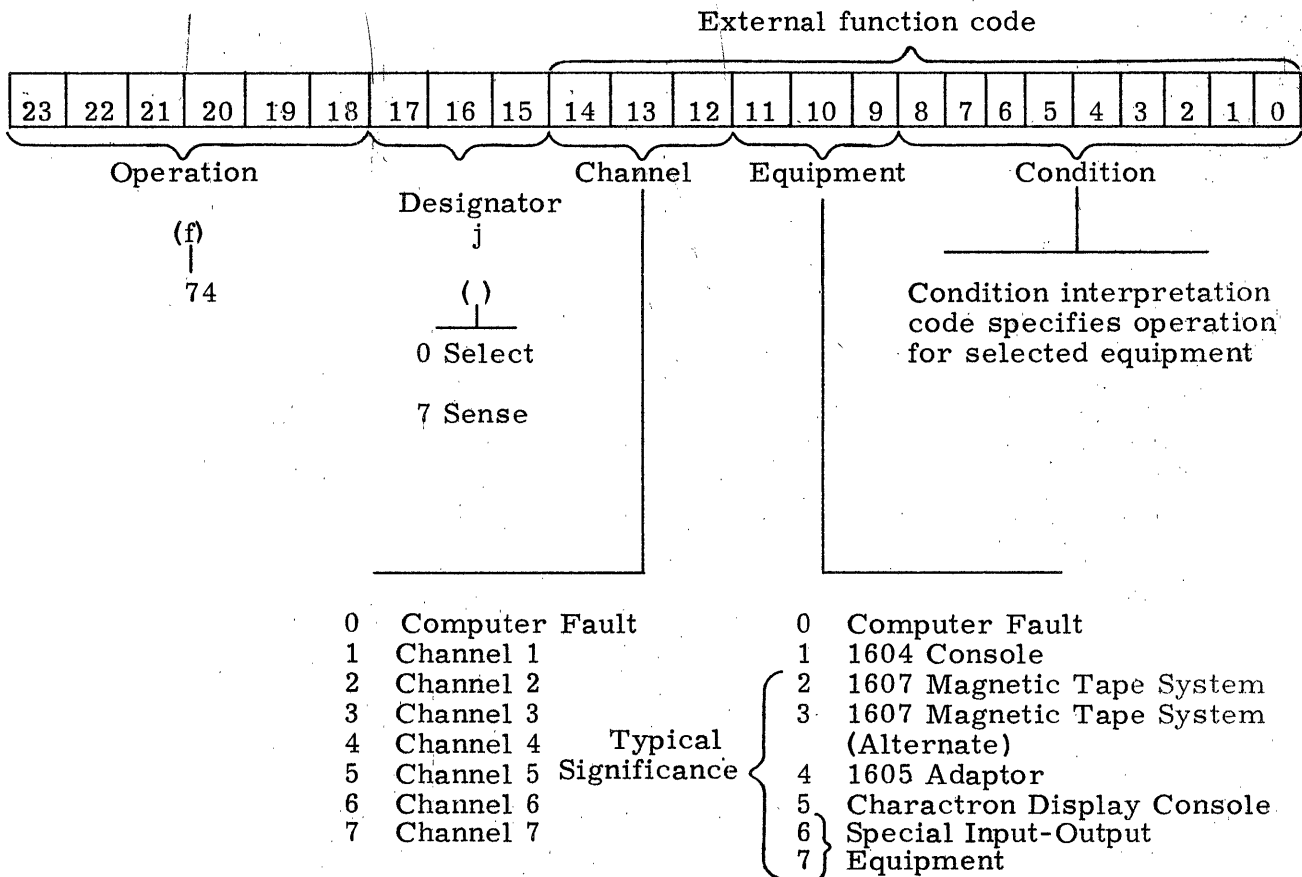 External function code
23 22 21 20 19 18 17 16 15 14 13 12 11 10 9 8 7 6 5 4 3 2 1 0
Operation
Designator
j
Channel
Equipment
Condition
(f)
74
( )
0 Select
7 Sense
Condition interpretation
code specifies operation
for selected equipment
0 Computer Fault
1 Channel 1
2 Channel 2
3 Channel 3
4 Channel 4
5 Channel 5
6 Channel 6
7 Channel 7
Typical
Significance
0 Computer Fault
1 1604 Console
2 1607 Magnetic Tape System
3 1607 Magnetic Tape System
(Alternate)
4 1605 Adaptor
5 Charactron Display Console
6 Special Input-Output
7 Equipment